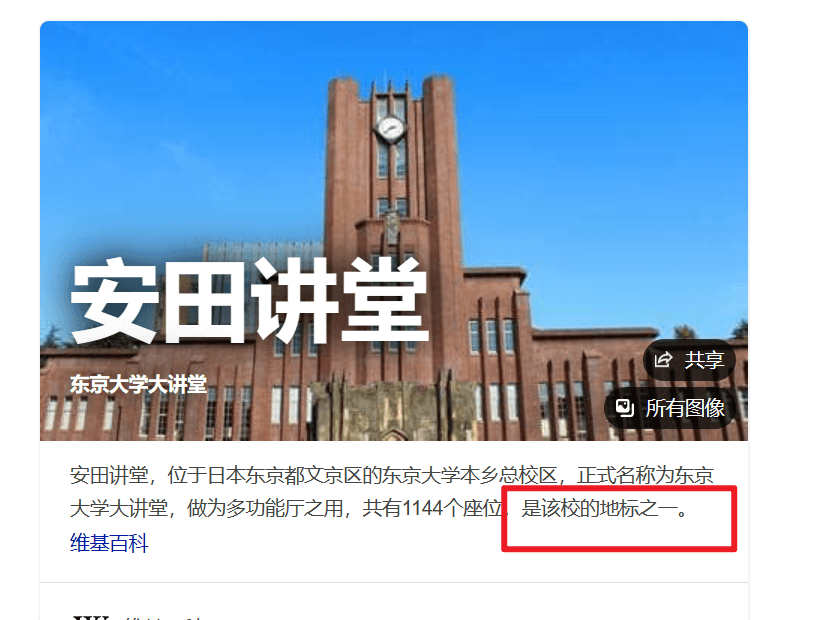 安田讲堂
东京大学大讲堂
共享
所有图像
安田讲堂，位于日本东京都文京区的东京大学本乡总校区，正式名称为东京
大学大讲堂，做为多功能厅之用，共有1144个座位，是该校的地标之一。
维基百科